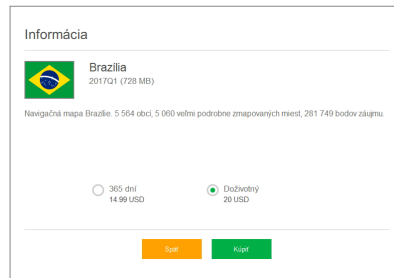 Informácia
Brazília
2017Q1 (728 MB)
Navigačná mapa Brazílie. 5 564 obcí, 5 060 veľmi podrobne zmapovaných miest, 281 749 bodov záujmu.
365 dní
14.99 USD
Doživotný
20 USD
Späť
Kúpiť